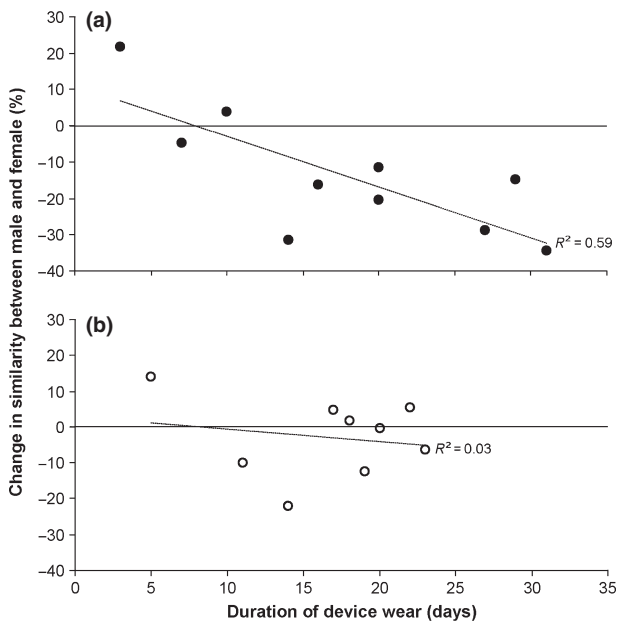 (a)
30
20
10
0
–10
–20
–30
–40
R² = 0.59
Change in similarity between male and female (%)
(b)
30
20
10
0
–10
–20
–30
–40
R² = 0.03
0 5 10 15 20 25 30 35
Duration of device wear (days)